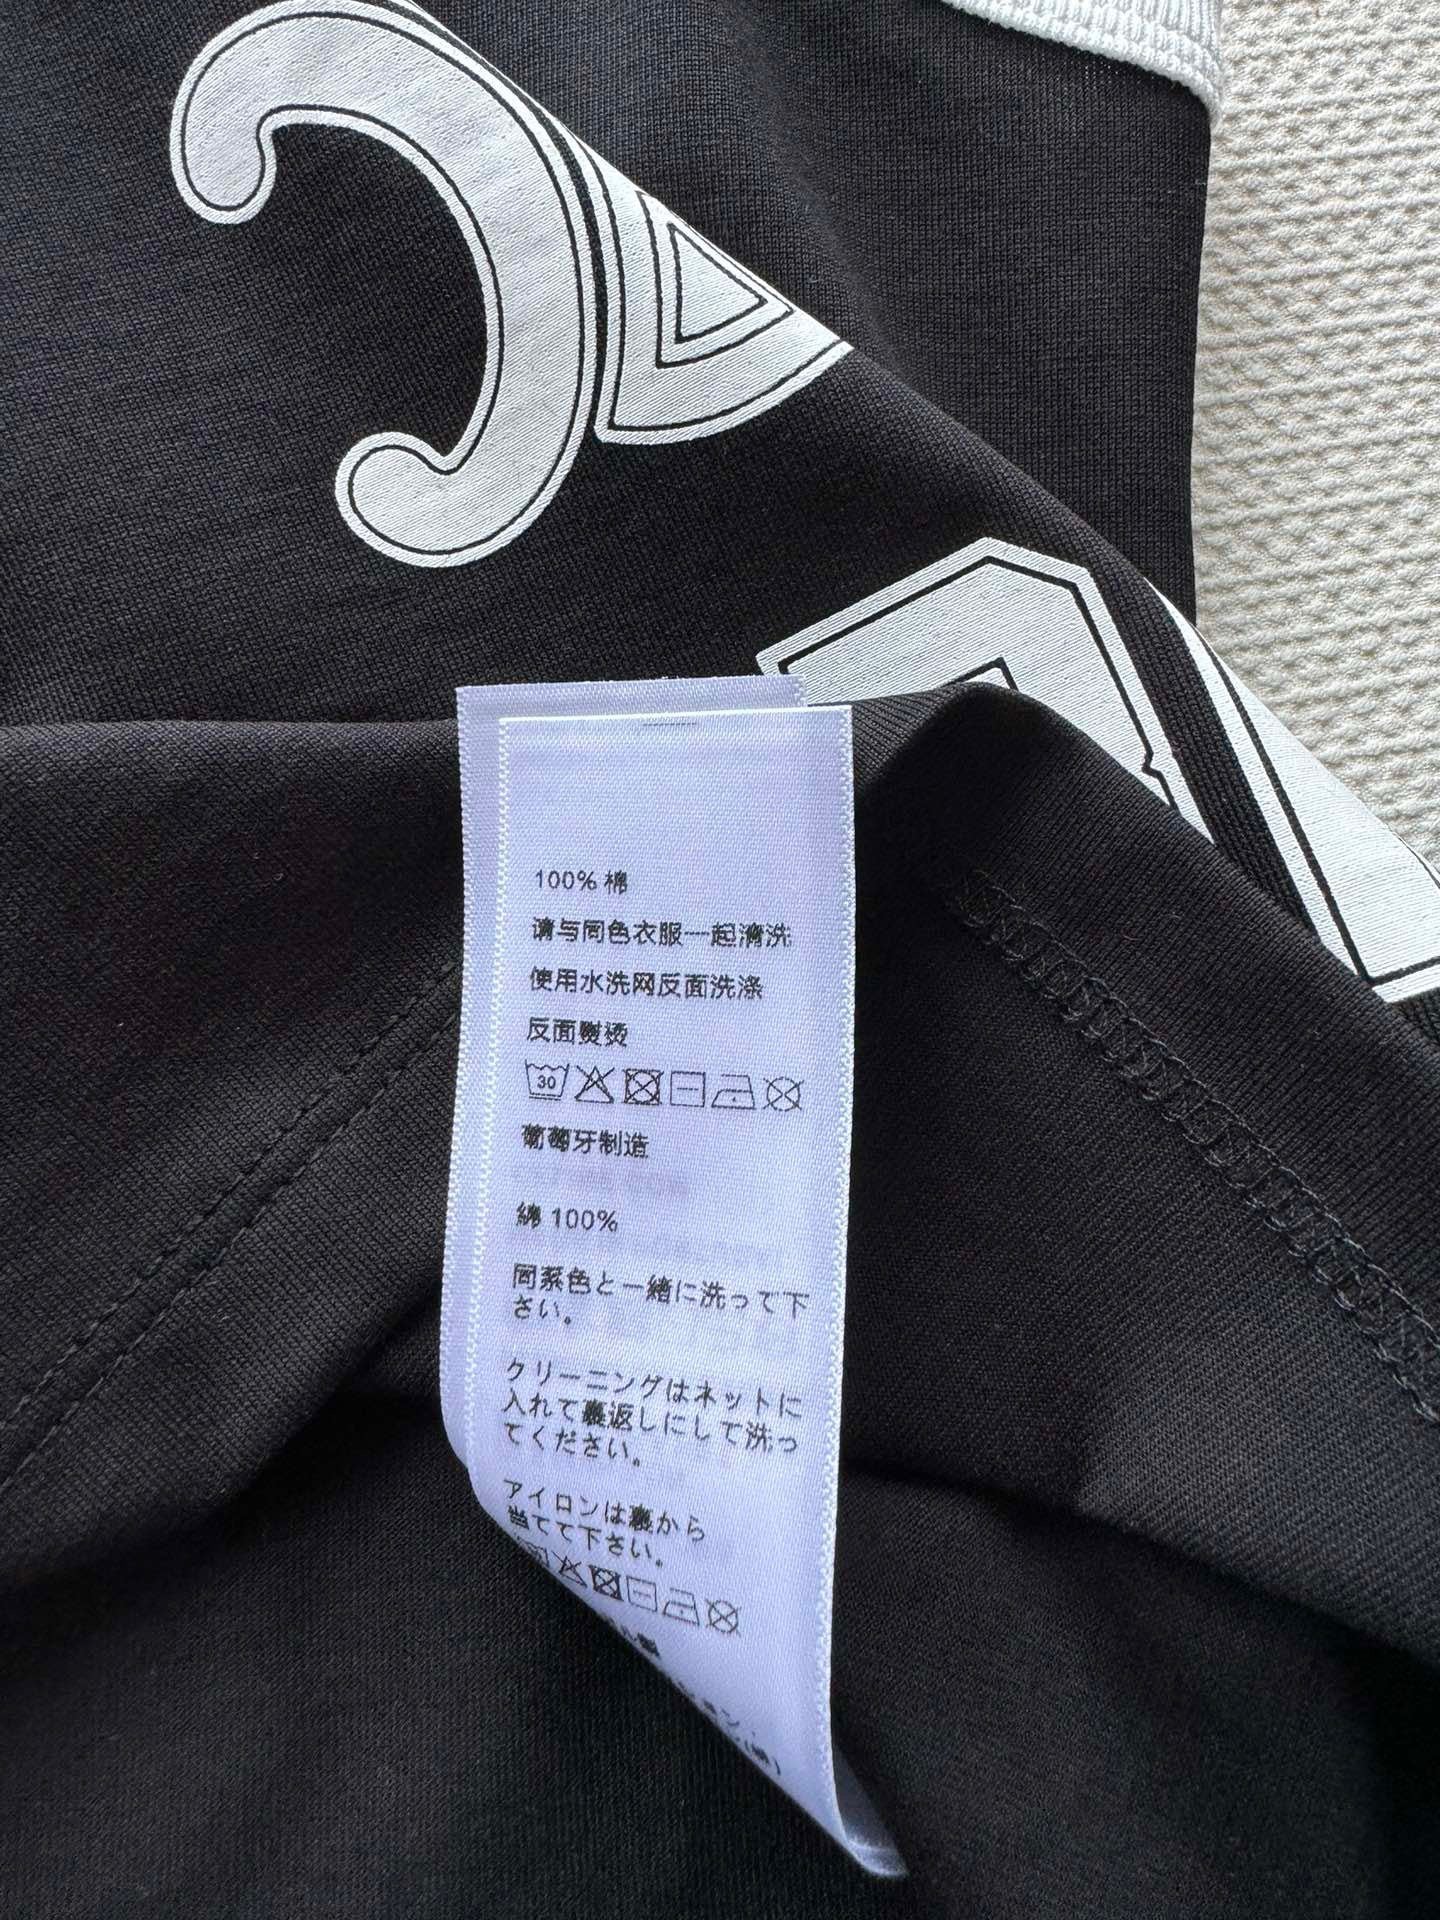 100% 棉
请与同色衣服一起清洗
使用水洗网反面洗涤
反面熨烫
30
葡萄牙制造
綿 100%
同系色と一緒に洗って下
さい。
クリーニングはネットに
入れて裏返しにして洗っ
てください。
アイロンは裏から
当てて下さい。